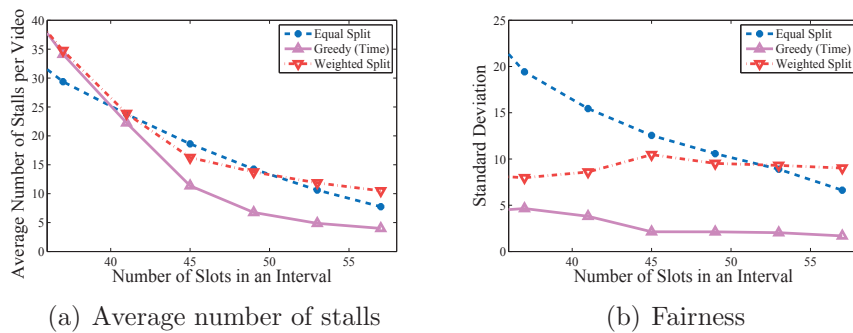 Average Number of Stalls per Video
40
35
30
25
20
15
10
5
0
40
45
50
55
Number of Slots in an Interval
Equal Split
Greedy (Time)
Weighted Split
(a) Average number of stalls
Standard Deviation
25
20
15
10
5
0
40
45
50
55
Number of Slots in an Interval
Equal Split
Greedy (Time)
Weighted Split
(b) Fairness